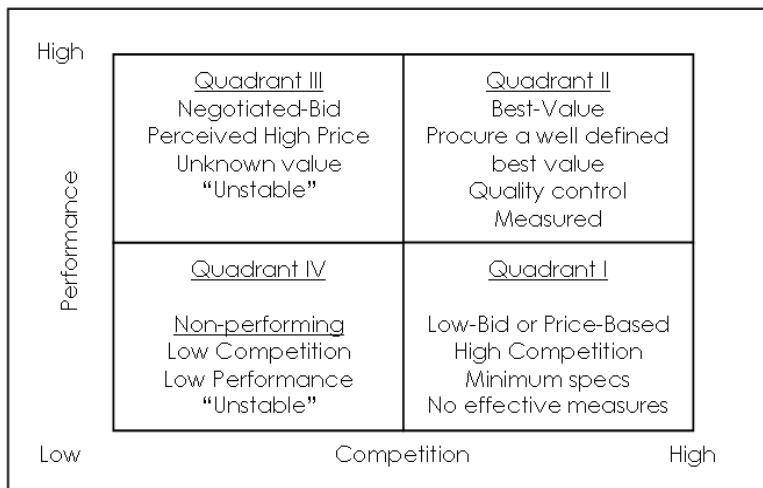 High
Quadrant III
Negotiated-Bid
Perceived High Price
Unknown value
“Unstable”
Quadrant II
Best-Value
Procure a well defined
best value
Quality control
Measured
Performance
Quadrant IV
Non-performing
Low Competition
Low Performance
“Unstable”
Quadrant I
Low-Bid or Price-Based
High Competition
Minimum specs
No effective measures
Low
Competition
High